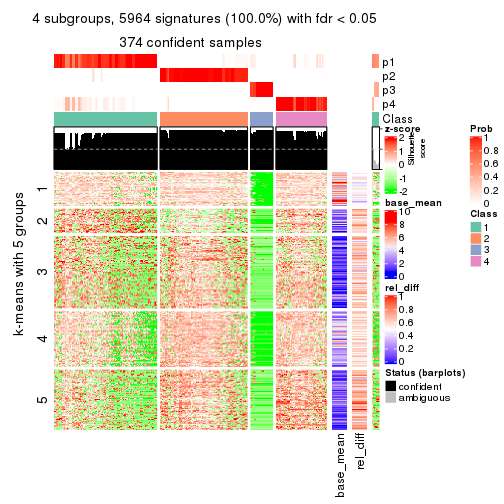 4 subgroups, 5964 signatures (100.0%) with fdr < 0.05
374 confident samples
p1
p2
p3
p4
Class
Silhouette
score
k-means with 5 groups
1
2
3
4
5
base_mean
rel_diff
z-score
2
1
0
-1
-2
base_mean
10
8
6
4
2
0
rel_diff
1
0.8
0.6
0.4
0.2
0
Status (barplots)
confident
ambiguous
Prob
1
0.8
0.6
0.4
0.2
0
Class
1
2
3
4